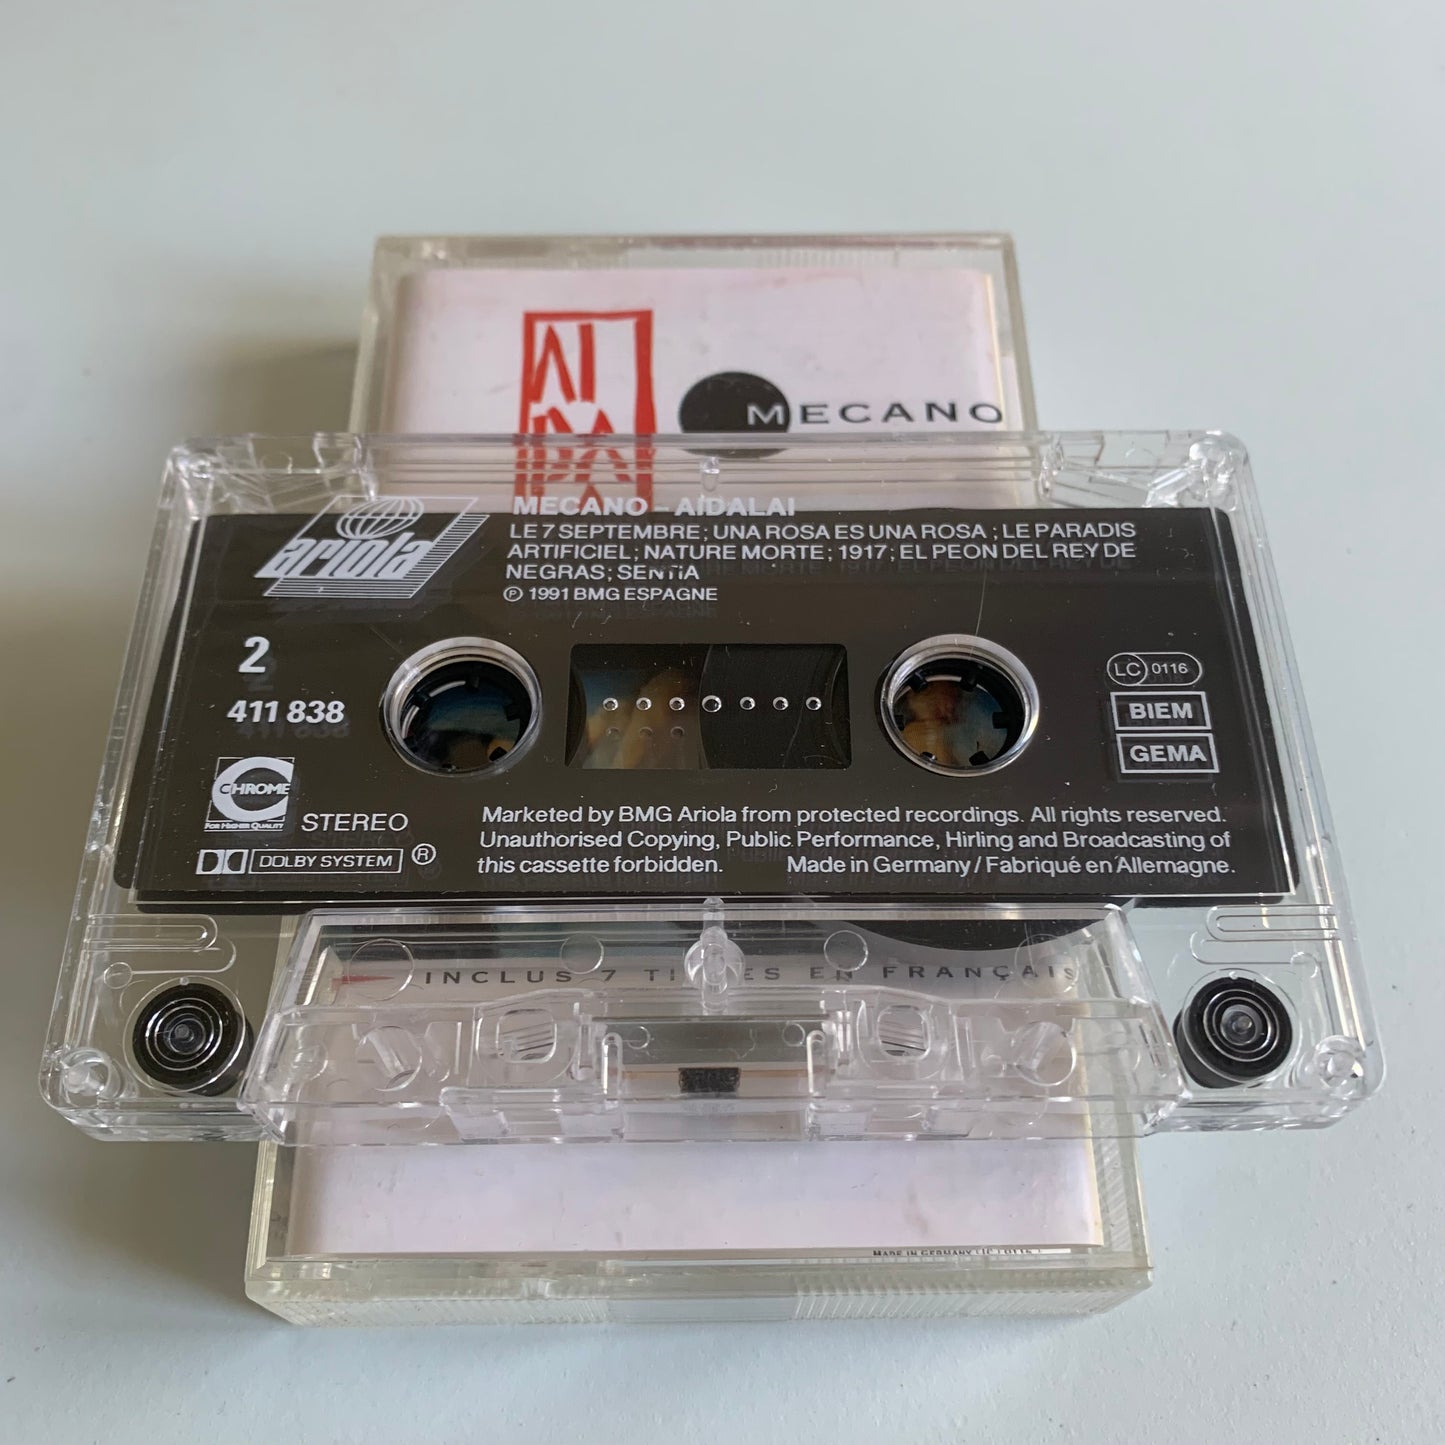 MECANO
ariola
MECANO – AIDALAI
LE 7 SEPTEMBRE; UNA ROSA ES UNA ROSA; LE PARADIS
ARTIFICIEL; NATURE MORTE; 1917; EL PEON DEL REY DE
NEGRAS; SENTIA
Ⓟ 1991 BMG ESPAGNE
2
411 838
LC 0116
BIEM
GEMA
CHROME
FOR HIGHER QUALITY
STEREO
DOLBY SYSTEM ®
Marketed by BMG Ariola from protected recordings. All rights reserved.
Unauthorised Copying, Public Performance, Hirling and Broadcasting of
this cassette forbidden. Made in Germany / Fabriqué en Allemagne.
INCLUS 7 TITRES EN FRANÇAIS
MADE IN GERMANY